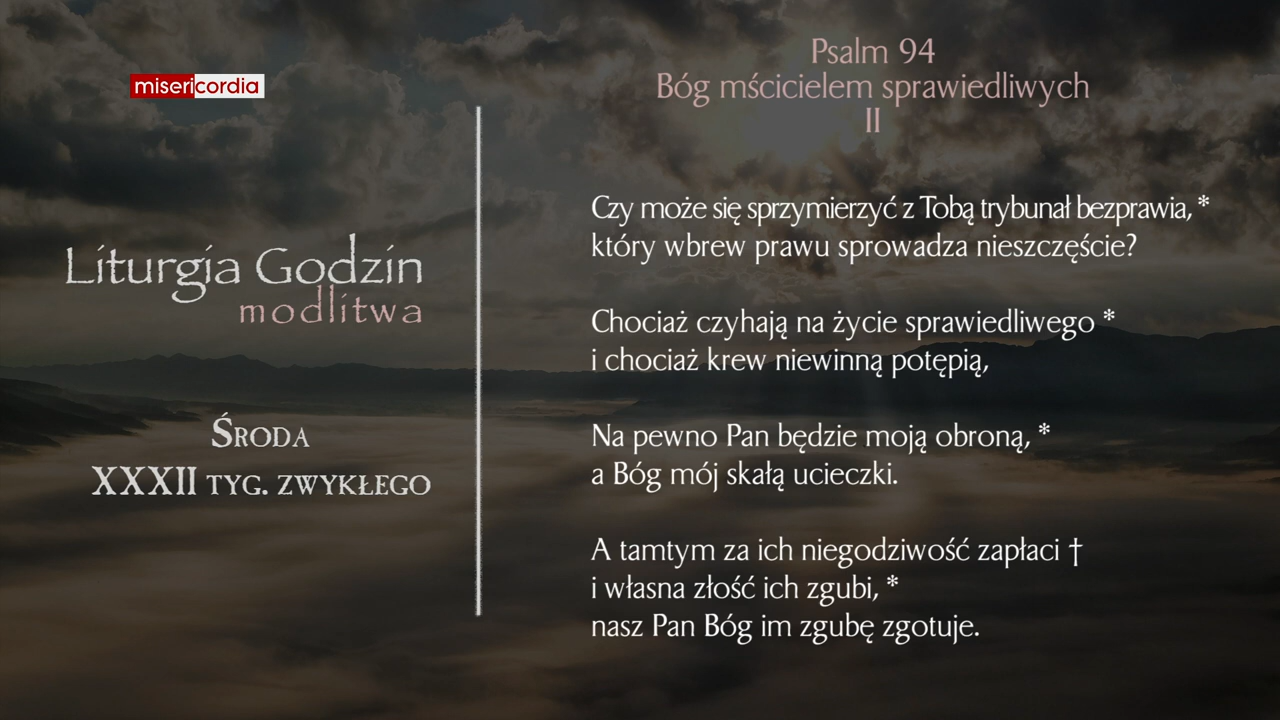 misericordia
Liturgia Godzin
modlitwa
Środa
XXXII tyg. zwykłego
Psalm 94
Bóg mścicielem sprawiedliwych
II
Czy może się sprzymierzyć z Tobą trybunał bezprawia, *
który wbrew prawu sprowadza nieszczęście?
Chociaż czyhają na życie sprawiedliwego *
i chociaż krew niewinną potępią,
Na pewno Pan będzie moją obroną, *
a Bóg mój skałą ucieczki.
A tamtym za ich niegodziwość zapłaci †
i własna złość ich zgubi, *
nasz Pan Bóg im zgubę zgotuje.